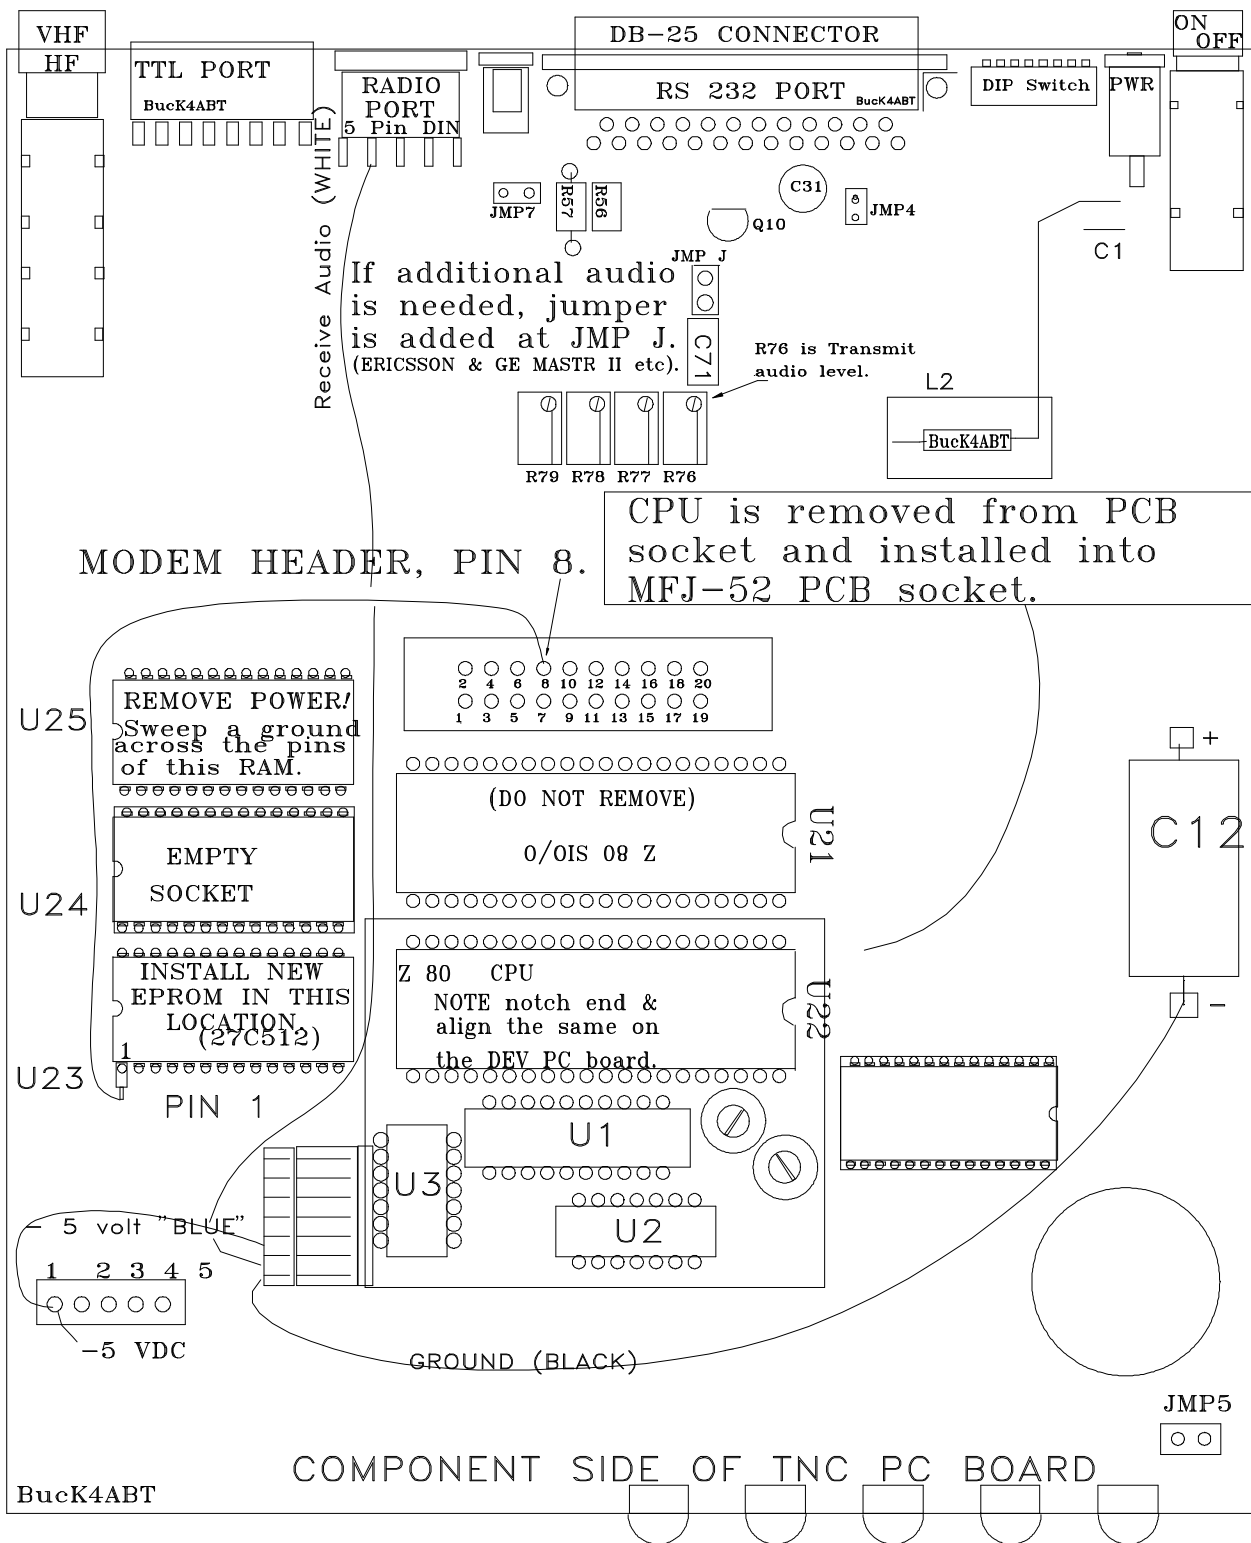 VHF
HF
TTL PORT
BucK4ABT
RADIO
PORT
5 Pin DIN
DB-25 CONNECTOR
RS 232 PORT
BucK4ABT
DIP Switch
PWR
ON
OFF
Receive Audio (WHITE)
JMP7
R57
R56
C31
JMP4
Q10
C1
JMP J
If additional audio
is needed, jumper
is added at JMP J.
(ERICSSON & GE MASTR II etc).
C71
R76 is Transmit
audio level.
L2
BucK4ABT
R79
R78
R77
R76
CPU is removed from PCB
socket and installed into
MFJ-52 PCB socket.
MODEM HEADER, PIN 8.
2 4 6 8 10 12 14 16 18 20
1 3 5 7 9 11 13 15 17 19
U25
REMOVE POWER!
Sweep a ground
across the pins
of this RAM.
(DO NOT REMOVE)
Z 80 SIO/0
U21
+
C12
-
EMPTY
SOCKET
U24
INSTALL NEW
EPROM IN THIS
LOCATION.
(27C512)
1
U23
PIN 1
Z 80 CPU
NOTE notch end &
align the same on
the DEV PC board.
U22
U1
U3
U2
- 5 volt "BLUE"
1 2 3 4 5
-5 VDC
GROUND (BLACK)
JMP5
COMPONENT SIDE OF TNC PC BOARD
BucK4ABT